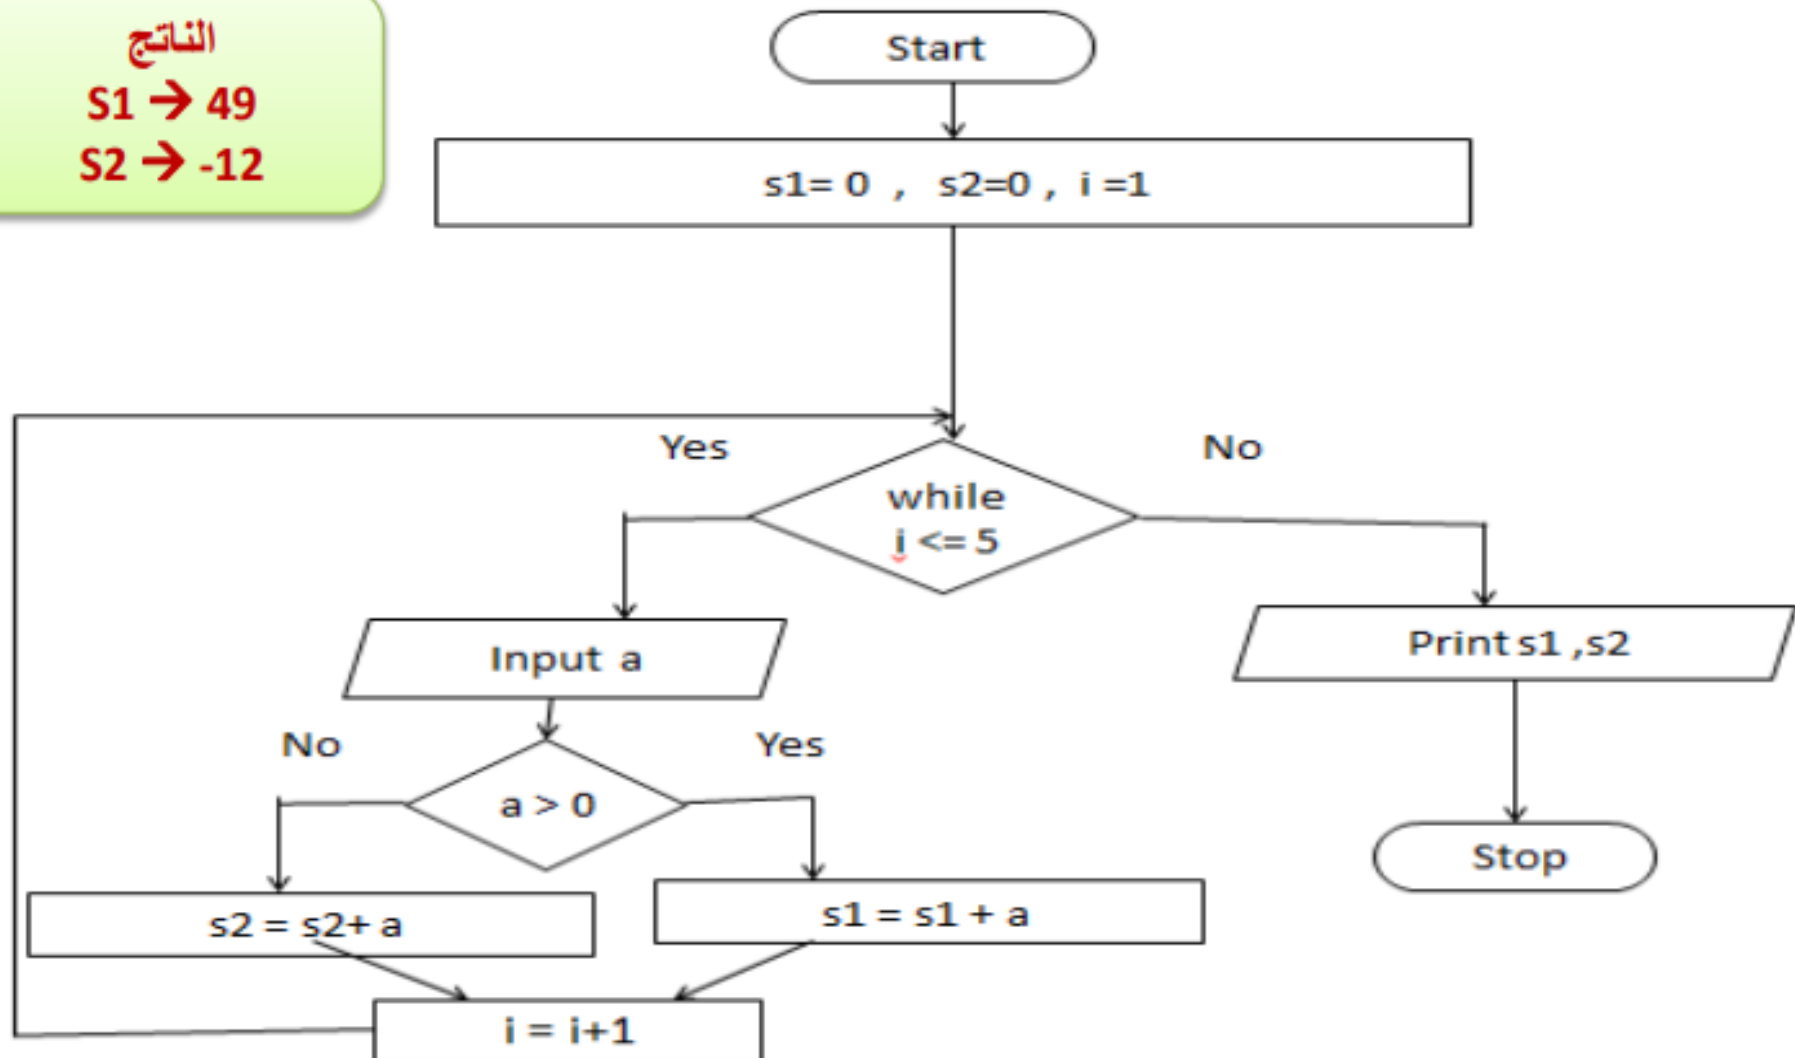 الناتج
S1 → 49
S2 → -12
Start
s1= 0 , s2=0 , i =1
Yes
No
while
i <= 5
Input a
Print s1 ,s2
No
Yes
a > 0
Stop
s2 = s2+ a
s1 = s1 + a
i = i+1